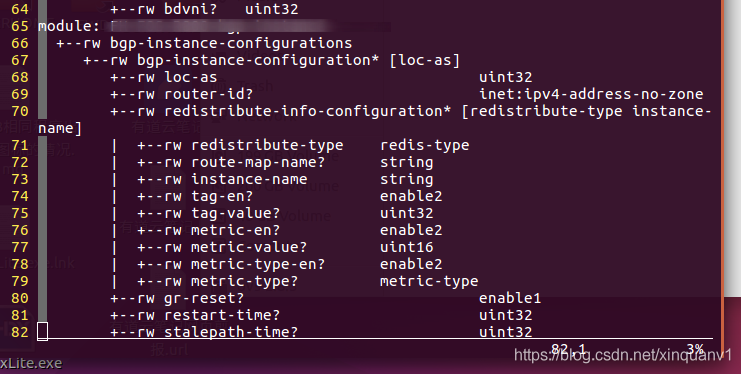 64 +--rw bdvni? uint32
65 module:
66 +--rw bgp-instance-configurations
67 +--rw bgp-instance-configuration* [loc-as]
68 +--rw loc-as uint32
69 +--rw router-id? inet:ipv4-address-no-zone
70 +--rw redistribute-info-configuration* [redistribute-type instance-
name]
71 | +--rw redistribute-type redis-type
72 | +--rw route-map-name? string
73 | +--rw instance-name string
74 | +--rw tag-en? enable2
75 | +--rw tag-value? uint32
76 | +--rw metric-en? enable2
77 | +--rw metric-value? uint16
78 | +--rw metric-type-en? enable2
79 | +--rw metric-type? metric-type
80 +--rw gr-reset? enable1
81 +--rw restart-time? uint32
82 +--rw stalepath-time? uint32
82,1 3%
https://blog.csdn.net/xinquanv1
xLite.exe